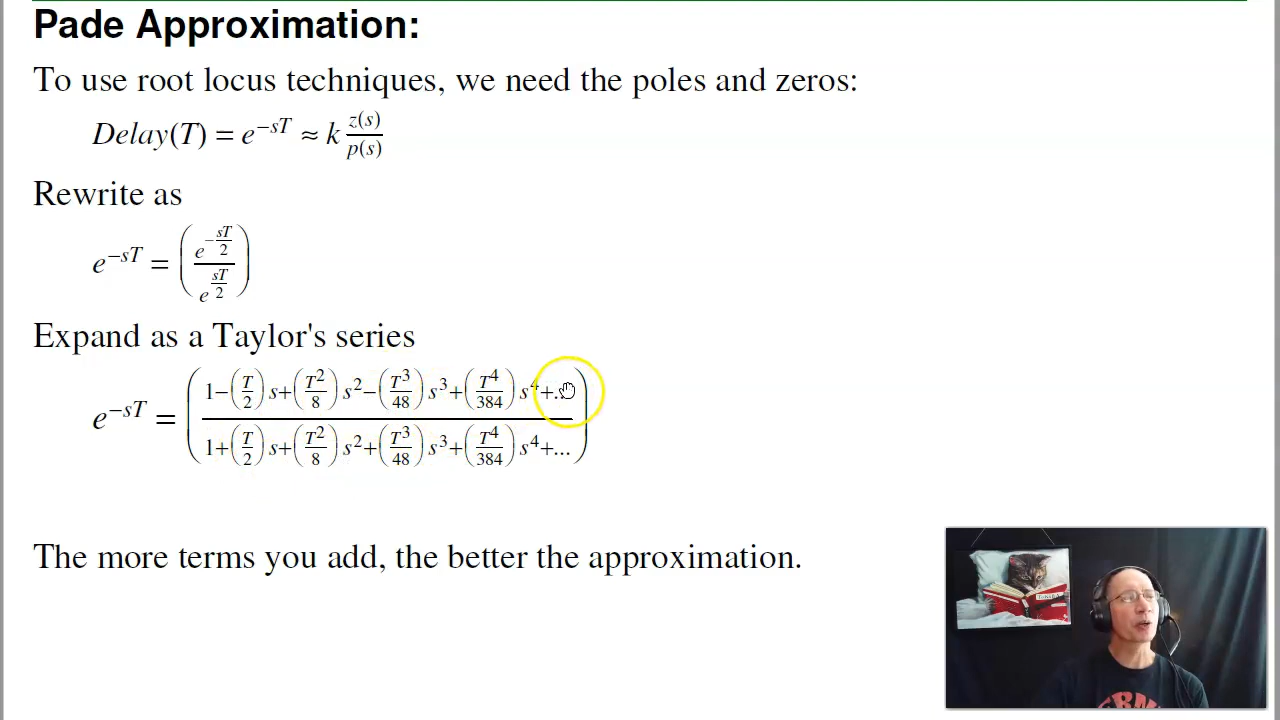 Pade Approximation:
To use root locus techniques, we need the poles and zeros:
Delay(T) = e^{-sT} ≈ k z(s)/p(s)
Rewrite as
e^{-sT} = (e^{-sT/2} / e^{sT/2})
Expand as a Taylor's series
e^{-sT} = ((1-(T/2)s+(T^2/8)s^2-(T^3/48)s^3+(T^4/384)s^4+...) / (1+(T/2)s+(T^2/8)s^2+(T^3/48)s^3+(T^4/384)s^4+...))
The more terms you add, the better the approximation.